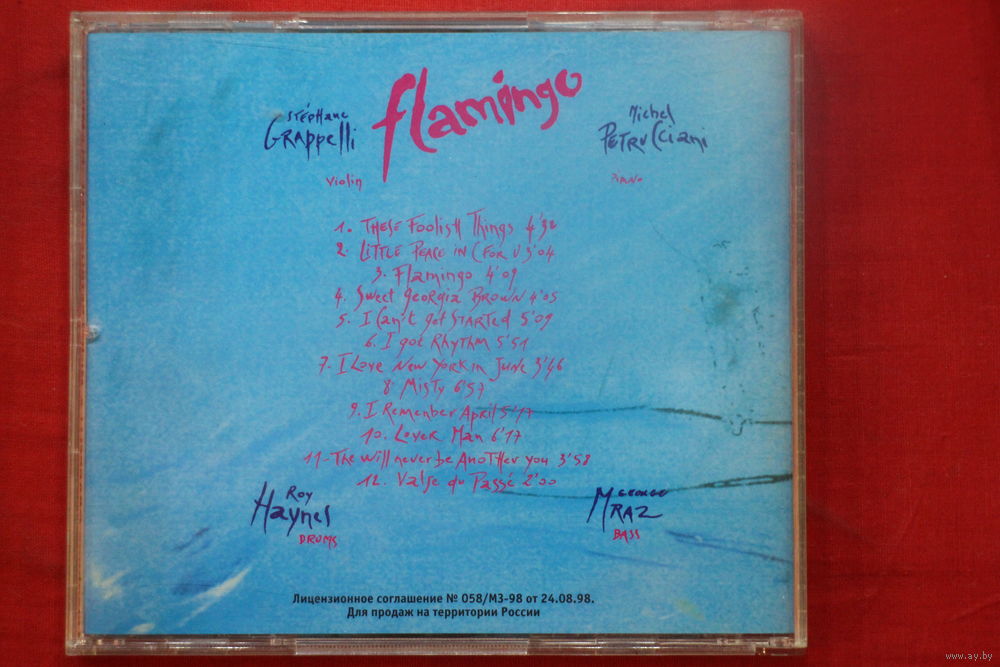 flamingo
STÉPHANE
GRAPPELLI
violin
Michel
PETRUCCIANI
PIANO
1. THESE FOOLISH THINGS 4'32
2. LITTLE PEACE IN C FOR U 3'04
3. Flamingo 4'09
4. Sweet Georgia BROWN 4'05
5. I Can't get STARTED 5'09
6. I got RHYTHM 5'51
7. I Love NEW YORK in June 3'46
8. MISTY 6'57
9. I Remember April 5'17
10. Lover Man 6'17
11. The will never be ANOTHER you 3'58
12. Valse du Passé 2'00
ROY
Haynes
DRUMS
GEORGE
MRAZ
BASS
Лицензионное соглашение № 058/МЗ-98 от 24.08.98.
Для продаж на территории России
www.ay.by